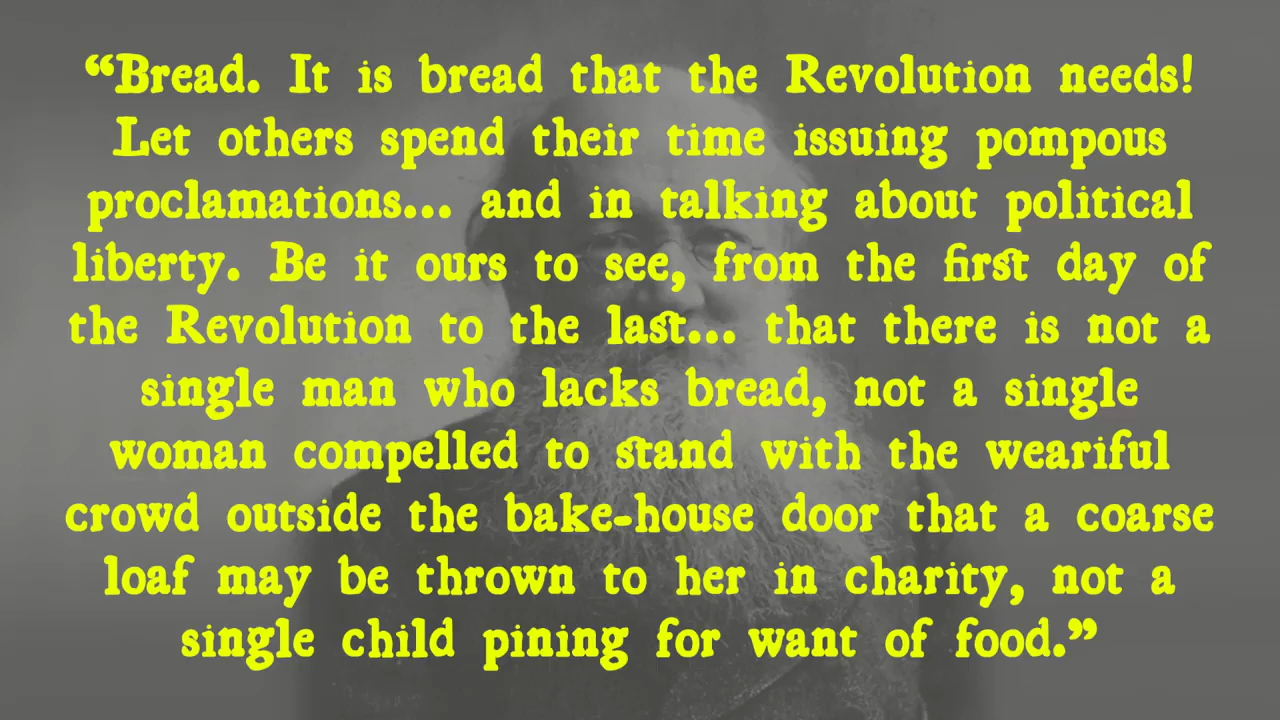 “Bread. It is bread that the Revolution needs!
Let others spend their time issuing pompous
proclamations... and in talking about political
liberty. Be it ours to see, from the first day of
the Revolution to the last... that there is not a
single man who lacks bread, not a single
woman compelled to stand with the weariful
crowd outside the bake-house door that a coarse
loaf may be thrown to her in charity, not a
single child pining for want of food.”